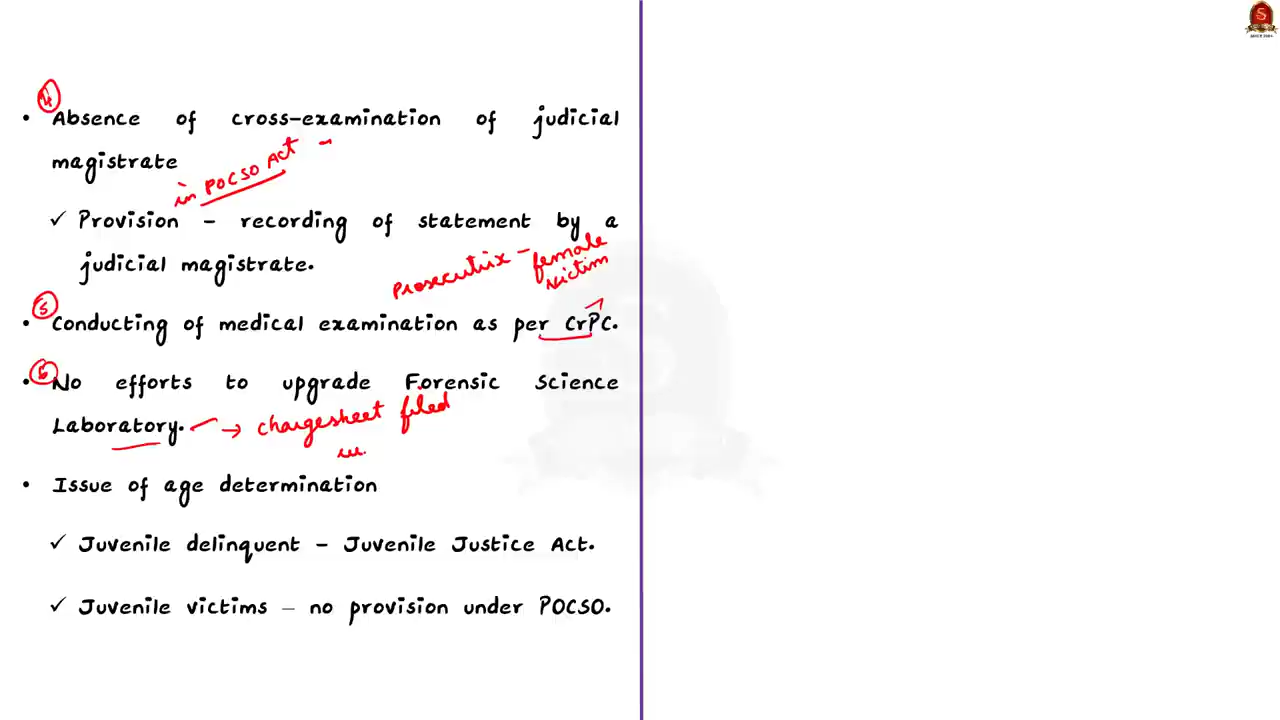 4
• Absence of cross-examination of judicial
magistrate
in POCSO Act -
✓ Provision - recording of statement by a
judicial magistrate.
Prosecutrix - female
victim
5
• Conducting of medical examination as per CrPC.
6
• No efforts to upgrade Forensic Science
Laboratory. → chargesheet filed
• Issue of age determination
✓ Juvenile delinquent - Juvenile Justice Act.
✓ Juvenile victims – no provision under POCSO.
S